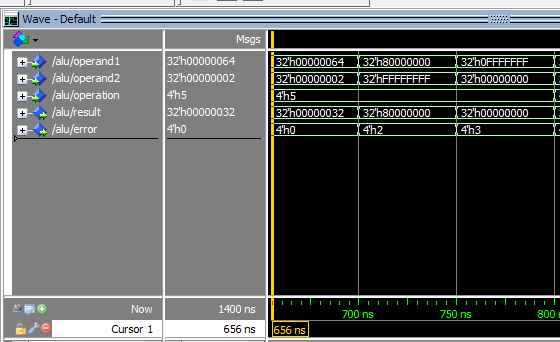 Wave - Default
Msgs
/alu/operand1 32'h00000064 32'h00000064 32'h80000000 32'h0FFFFFFF
/alu/operand2 32'h00000002 32'h00000002 32'hFFFFFFFF 32'h00000000
/alu/operation 4'h5 4'h5
/alu/result 32'h00000032 32'h00000032 32'h80000000 32'h00000000
/alu/error 4'h0 4'h0 4'h2 4'h3
Now 1400 ns 700 ns 750 ns 800
Cursor 1 656 ns 656 ns